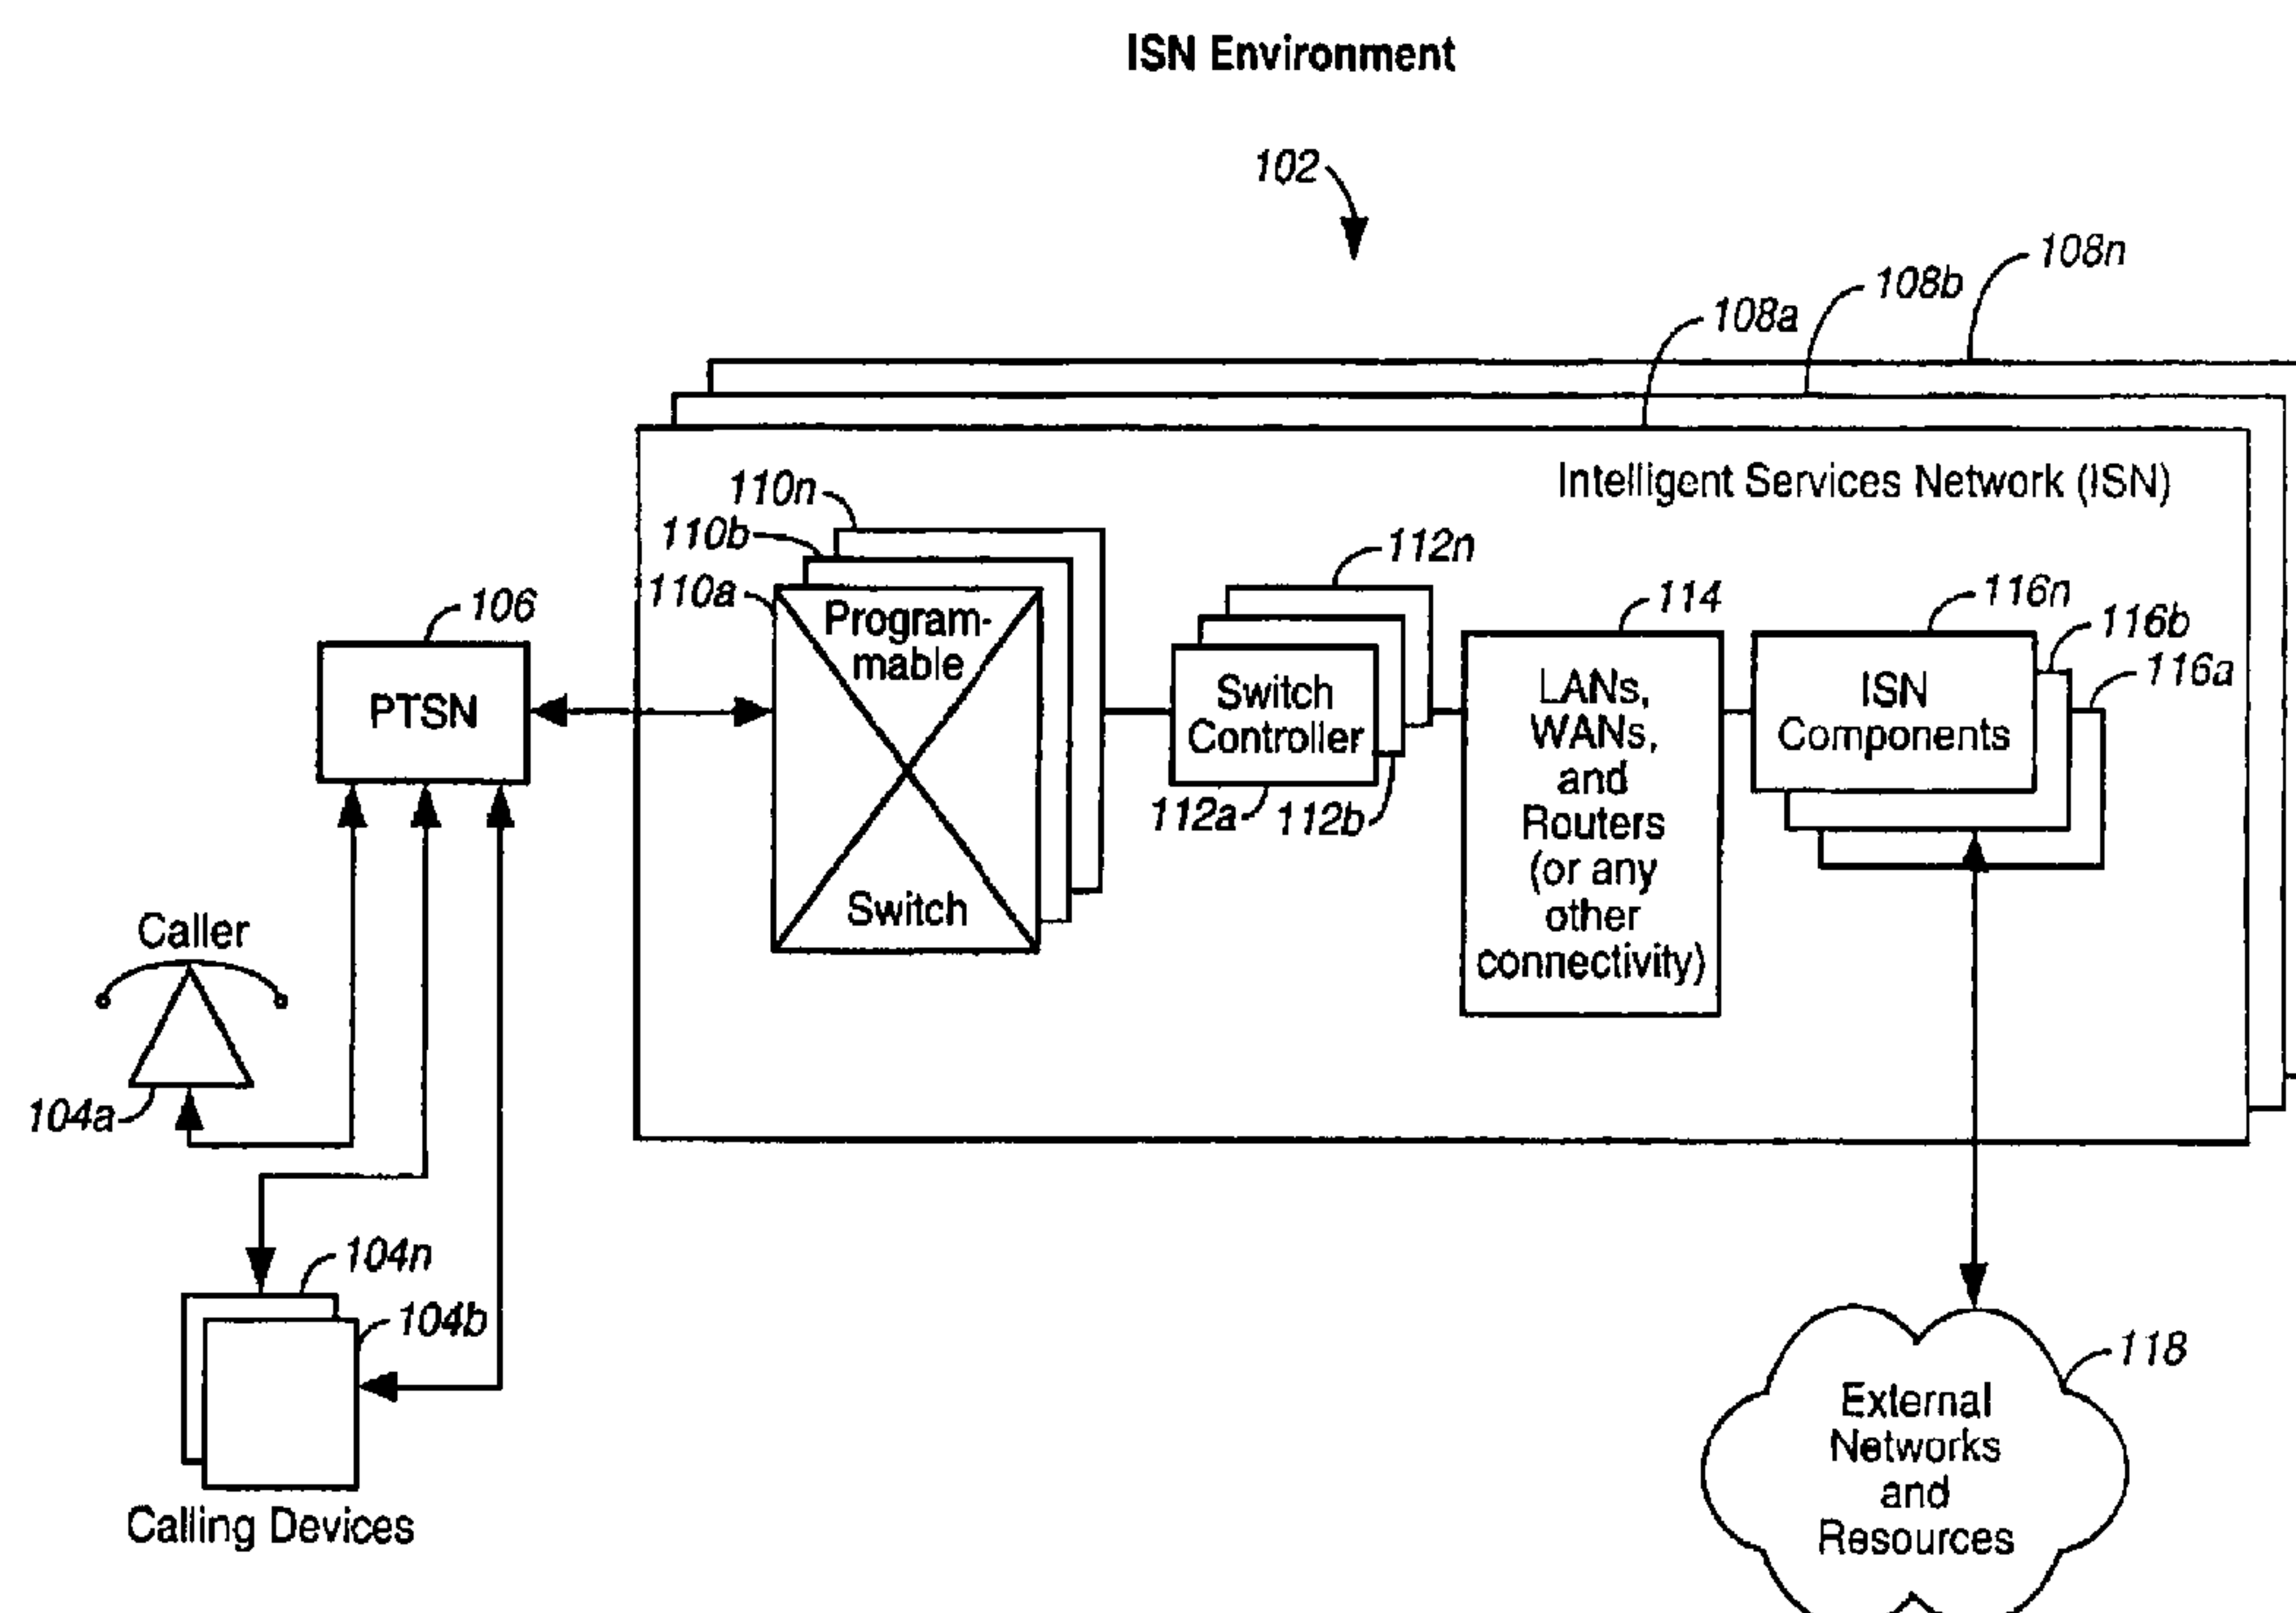 ISN Environment
102
108n
108b
108a
Intelligent Services Network (ISN)
110n
110b
110a
Program-
mable
Switch
112n
Switch
Controller
112a
112b
114
LANs,
WANs,
and
Routers
(or any
other
connectivity)
116n
116b
116a
ISN
Components
106
PTSN
Caller
104a
104n
104b
Calling Devices
118
External
Networks
and
Resources